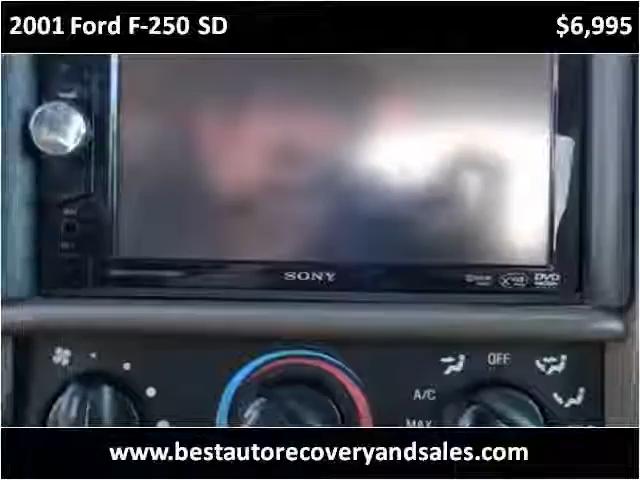 2001 Ford F-250 SD
$6,995
SONY
DVD
OFF
A/C
MAX
www.bestautorecoveryandsales.com